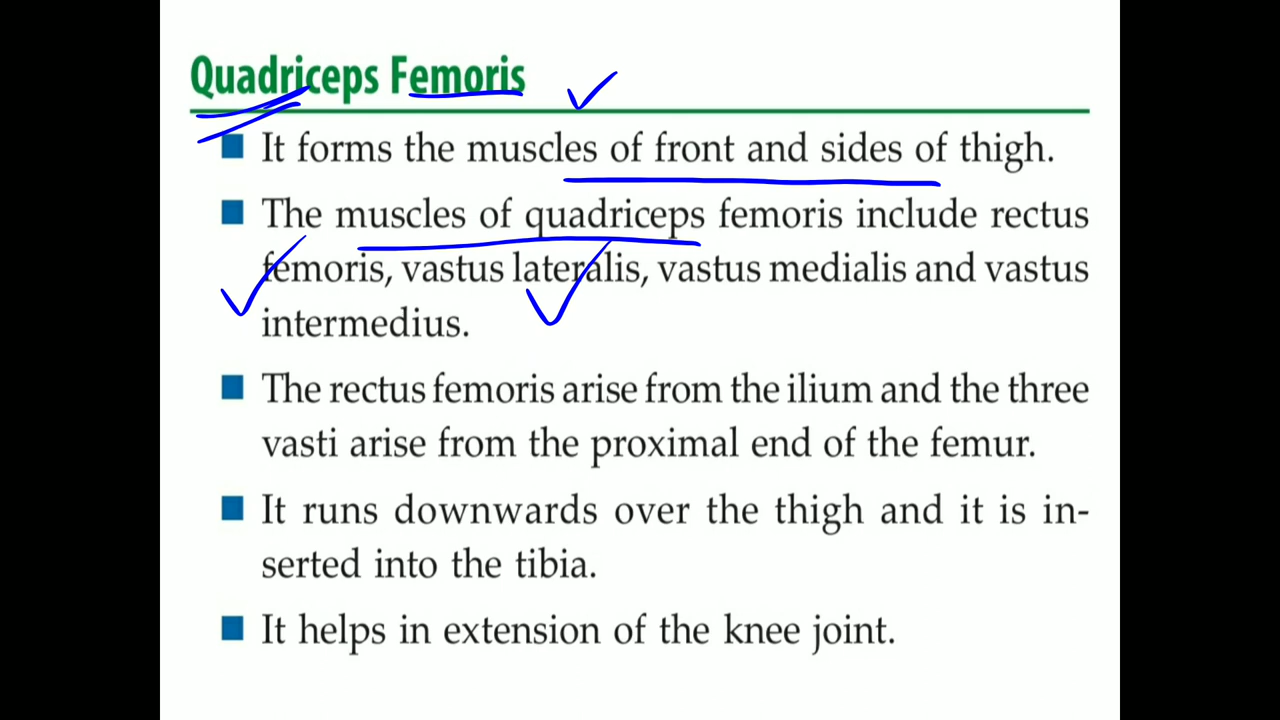 Quadriceps Femoris
It forms the muscles of front and sides of thigh.
The muscles of quadriceps femoris include rectus
femoris, vastus lateralis, vastus medialis and vastus
intermedius.
The rectus femoris arise from the ilium and the three
vasti arise from the proximal end of the femur.
It runs downwards over the thigh and it is in-
serted into the tibia.
It helps in extension of the knee joint.